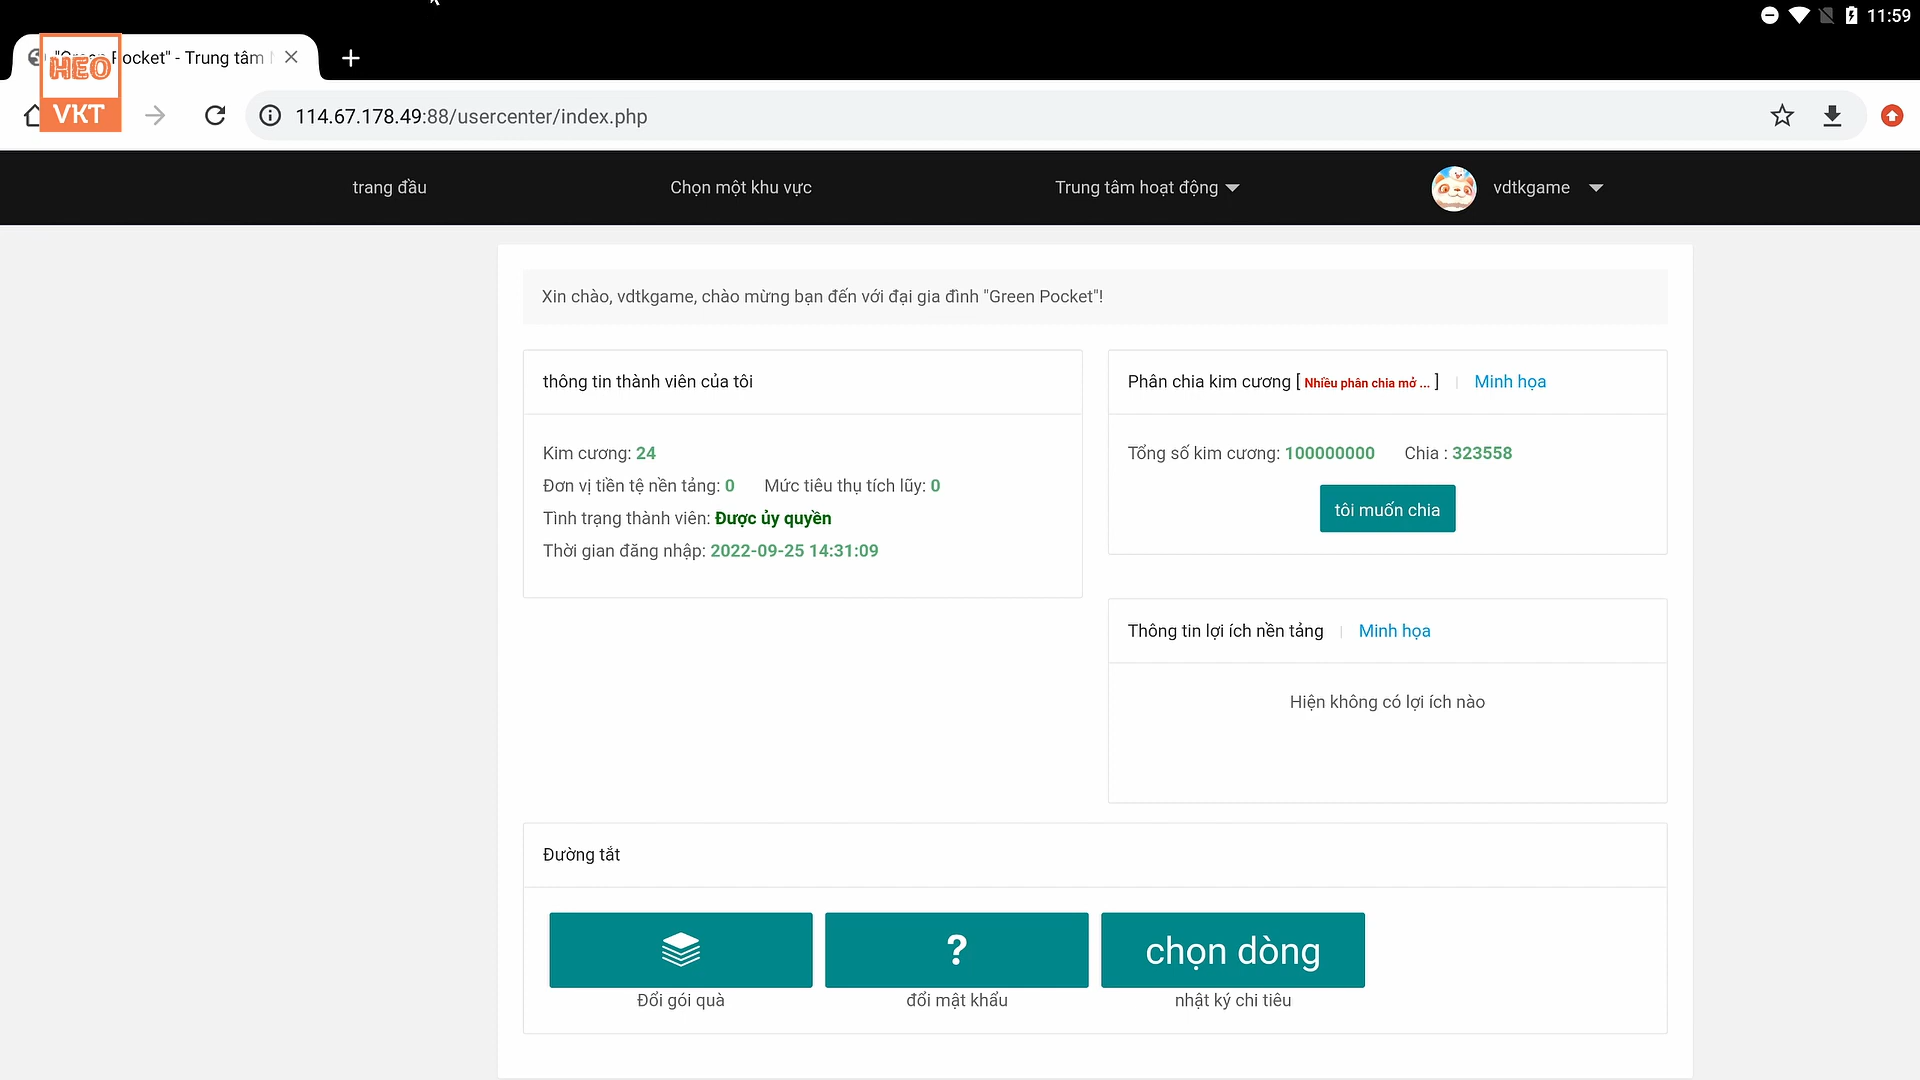 11:59
ocket" - Trung tâm
HEO
VKT
114.67.178.49:88/usercenter/index.php
trang đầu
Chọn một khu vực
Trung tâm hoạt động
vdtkgame
Xin chào, vdtkgame, chào mừng bạn đến với đại gia đình "Green Pocket"!
thông tin thành viên của tôi
Kim cương: 24
Đơn vị tiền tệ nền tảng: 0 Mức tiêu thụ tích lũy: 0
Tình trạng thành viên: Được ủy quyền
Thời gian đăng nhập: 2022-09-25 14:31:09
Phân chia kim cương [ Nhiều phân chia mở ... ] | Minh họa
Tổng số kim cương: 100000000 Chia : 323558
tôi muốn chia
Thông tin lợi ích nền tảng | Minh họa
Hiện không có lợi ích nào
Đường tắt
?
chọn dòng
Đổi gói quà
đổi mật khẩu
nhật ký chi tiêu